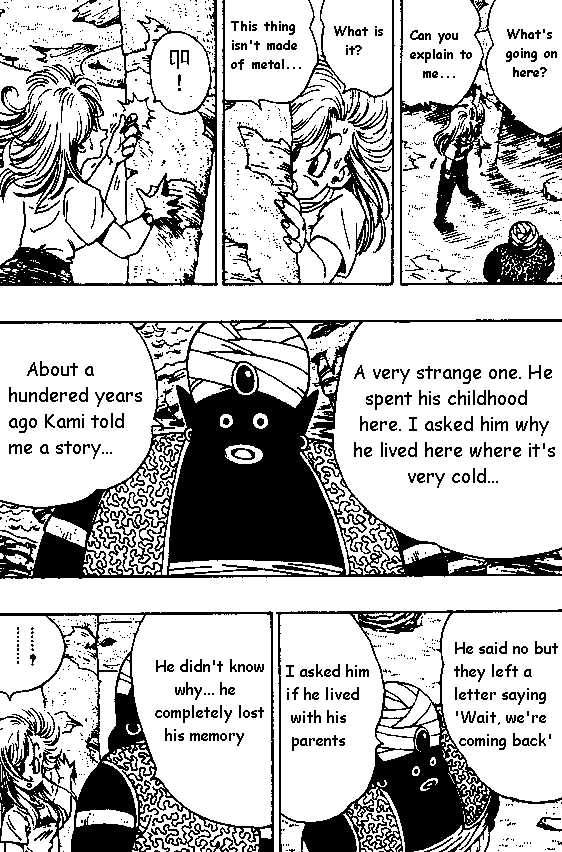 !
This thing
isn't made
of metal...
What is
it?
Can you
explain to
me...
What's
going on
here?
About a
hundered years
ago Kami told
me a story...
A very strange one. He
spent his childhood
here. I asked him why
he lived here where it's
very cold...
He didn't know
why... he
completely lost
his memory
I asked him
if he lived
with his
parents
He said no but
they left a
letter saying
'Wait, we're
coming back'